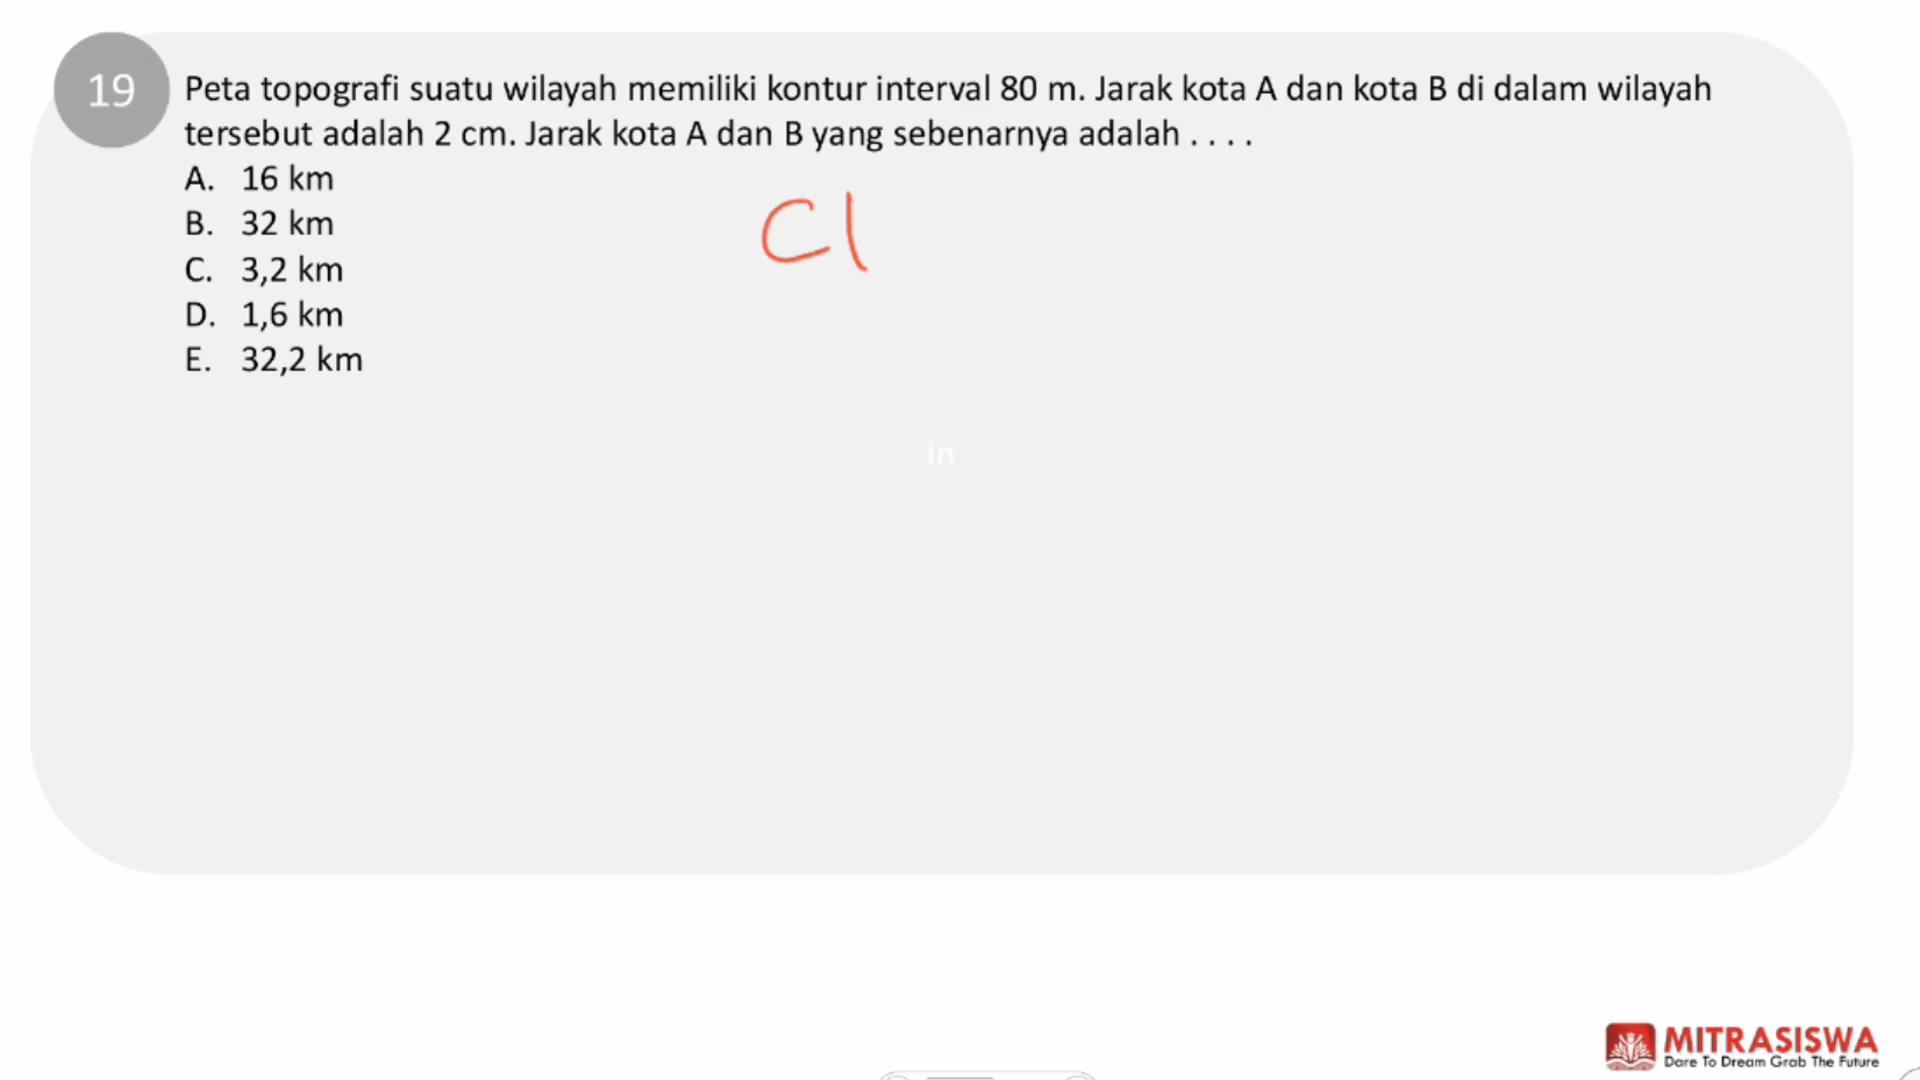 19
Peta topografi suatu wilayah memiliki kontur interval 80 m. Jarak kota A dan kota B di dalam wilayah
tersebut adalah 2 cm. Jarak kota A dan B yang sebenarnya adalah . . . .
A. 16 km
B. 32 km
C. 3,2 km
D. 1,6 km
E. 32,2 km
CI
in
MITRASISWA
Dare To Dream Grab The Future